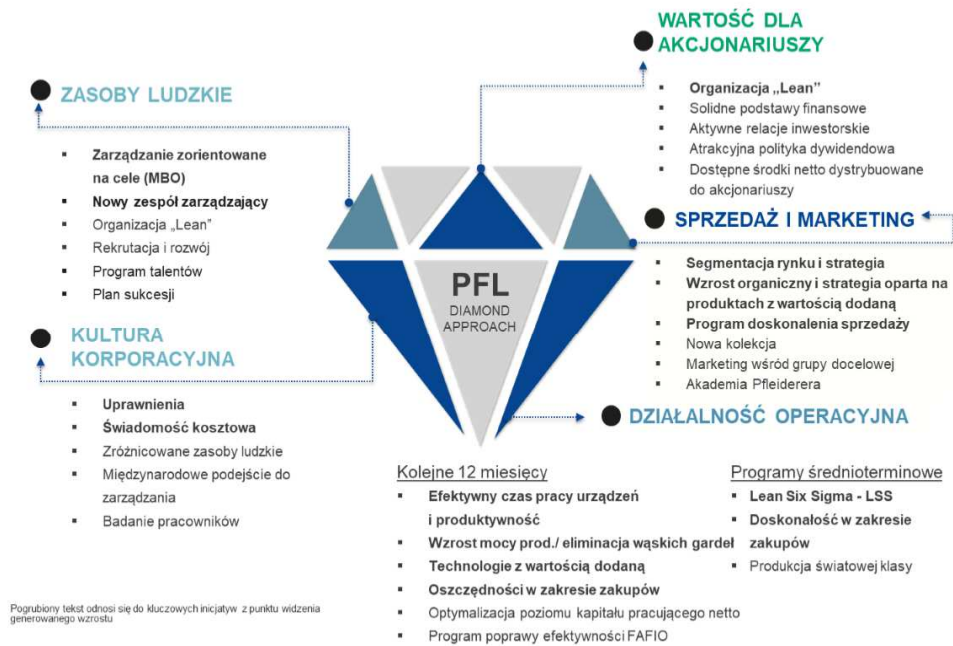 WARTOŚĆ DLA
AKCJONARIUSZY
Organizacja „Lean”
Solidne podstawy finansowe
Aktywne relacje inwestorskie
Atrakcyjna polityka dywidendowa
Dostępne środki netto dystrybuowane
do akcjonariuszy
ZASOBY LUDZKIE
Zarządzanie zorientowane
na cele (MBO)
Nowy zespół zarządzający
Organizacja „Lean”
Rekrutacja i rozwój
Program talentów
Plan sukcesji
SPRZEDAŻ I MARKETING
Segmentacja rynku i strategia
Wzrost organiczny i strategia oparta na
produktach z wartością dodaną
Program doskonalenia sprzedaży
Nowa kolekcja
Marketing wśród grupy docelowej
Akademia Pfleiderera
PFL
DIAMOND
APPROACH
KULTURA
KORPORACYJNA
Uprawnienia
Świadomość kosztowa
Zróżnicowane zasoby ludzkie
Międzynarodowe podejście do
zarządzania
Badanie pracowników
DZIAŁALNOŚĆ OPERACYJNA
Kolejne 12 miesięcy
Efektywny czas pracy urządzeń
i produktywność
Wzrost mocy prod./ eliminacja wąskich gardeł
Technologie z wartością dodaną
Oszczędności w zakresie zakupów
Optymalizacja poziomu kapitału pracującego netto
Program poprawy efektywności FAFIO
Programy średnioterminowe
Lean Six Sigma - LSS
Doskonałość w zakresie
zakupów
Produkcja światowej klasy
Pogrubiony tekst odnosi się do kluczowych inicjatyw z punktu widzenia
generowanego wzrostu